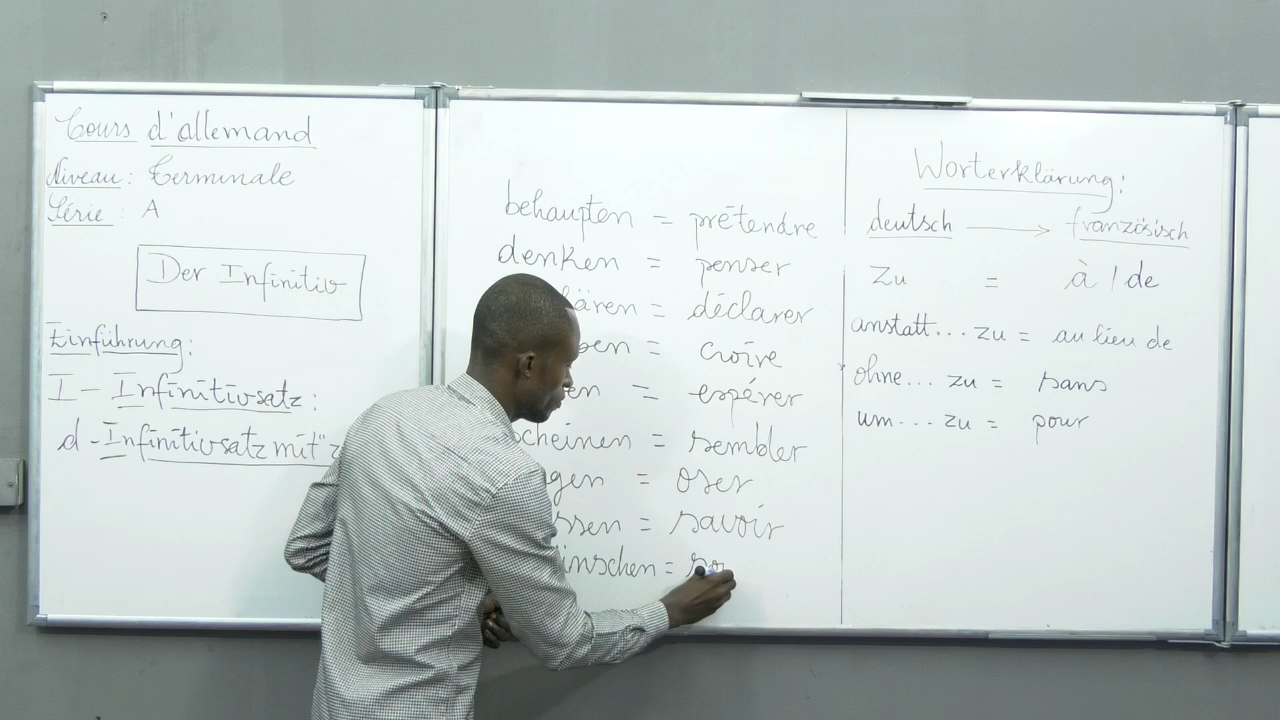 Cours d'allemand
Niveau : Terminale
Série : A
Der Infinitiv
Einführung :
I - Infinitivsatz :
d - Infinitivsatz mit "z
behaupten = prétendre
denken = penser
ären = déclarer
en = croire
en = espérer
scheinen = sembler
gen = oser
ssen = savoir
ünschen = so
Worterklärung :
deutsch → französisch
zu = à / de
anstatt... zu = au lieu de
ohne... zu = sans
um... zu = pour